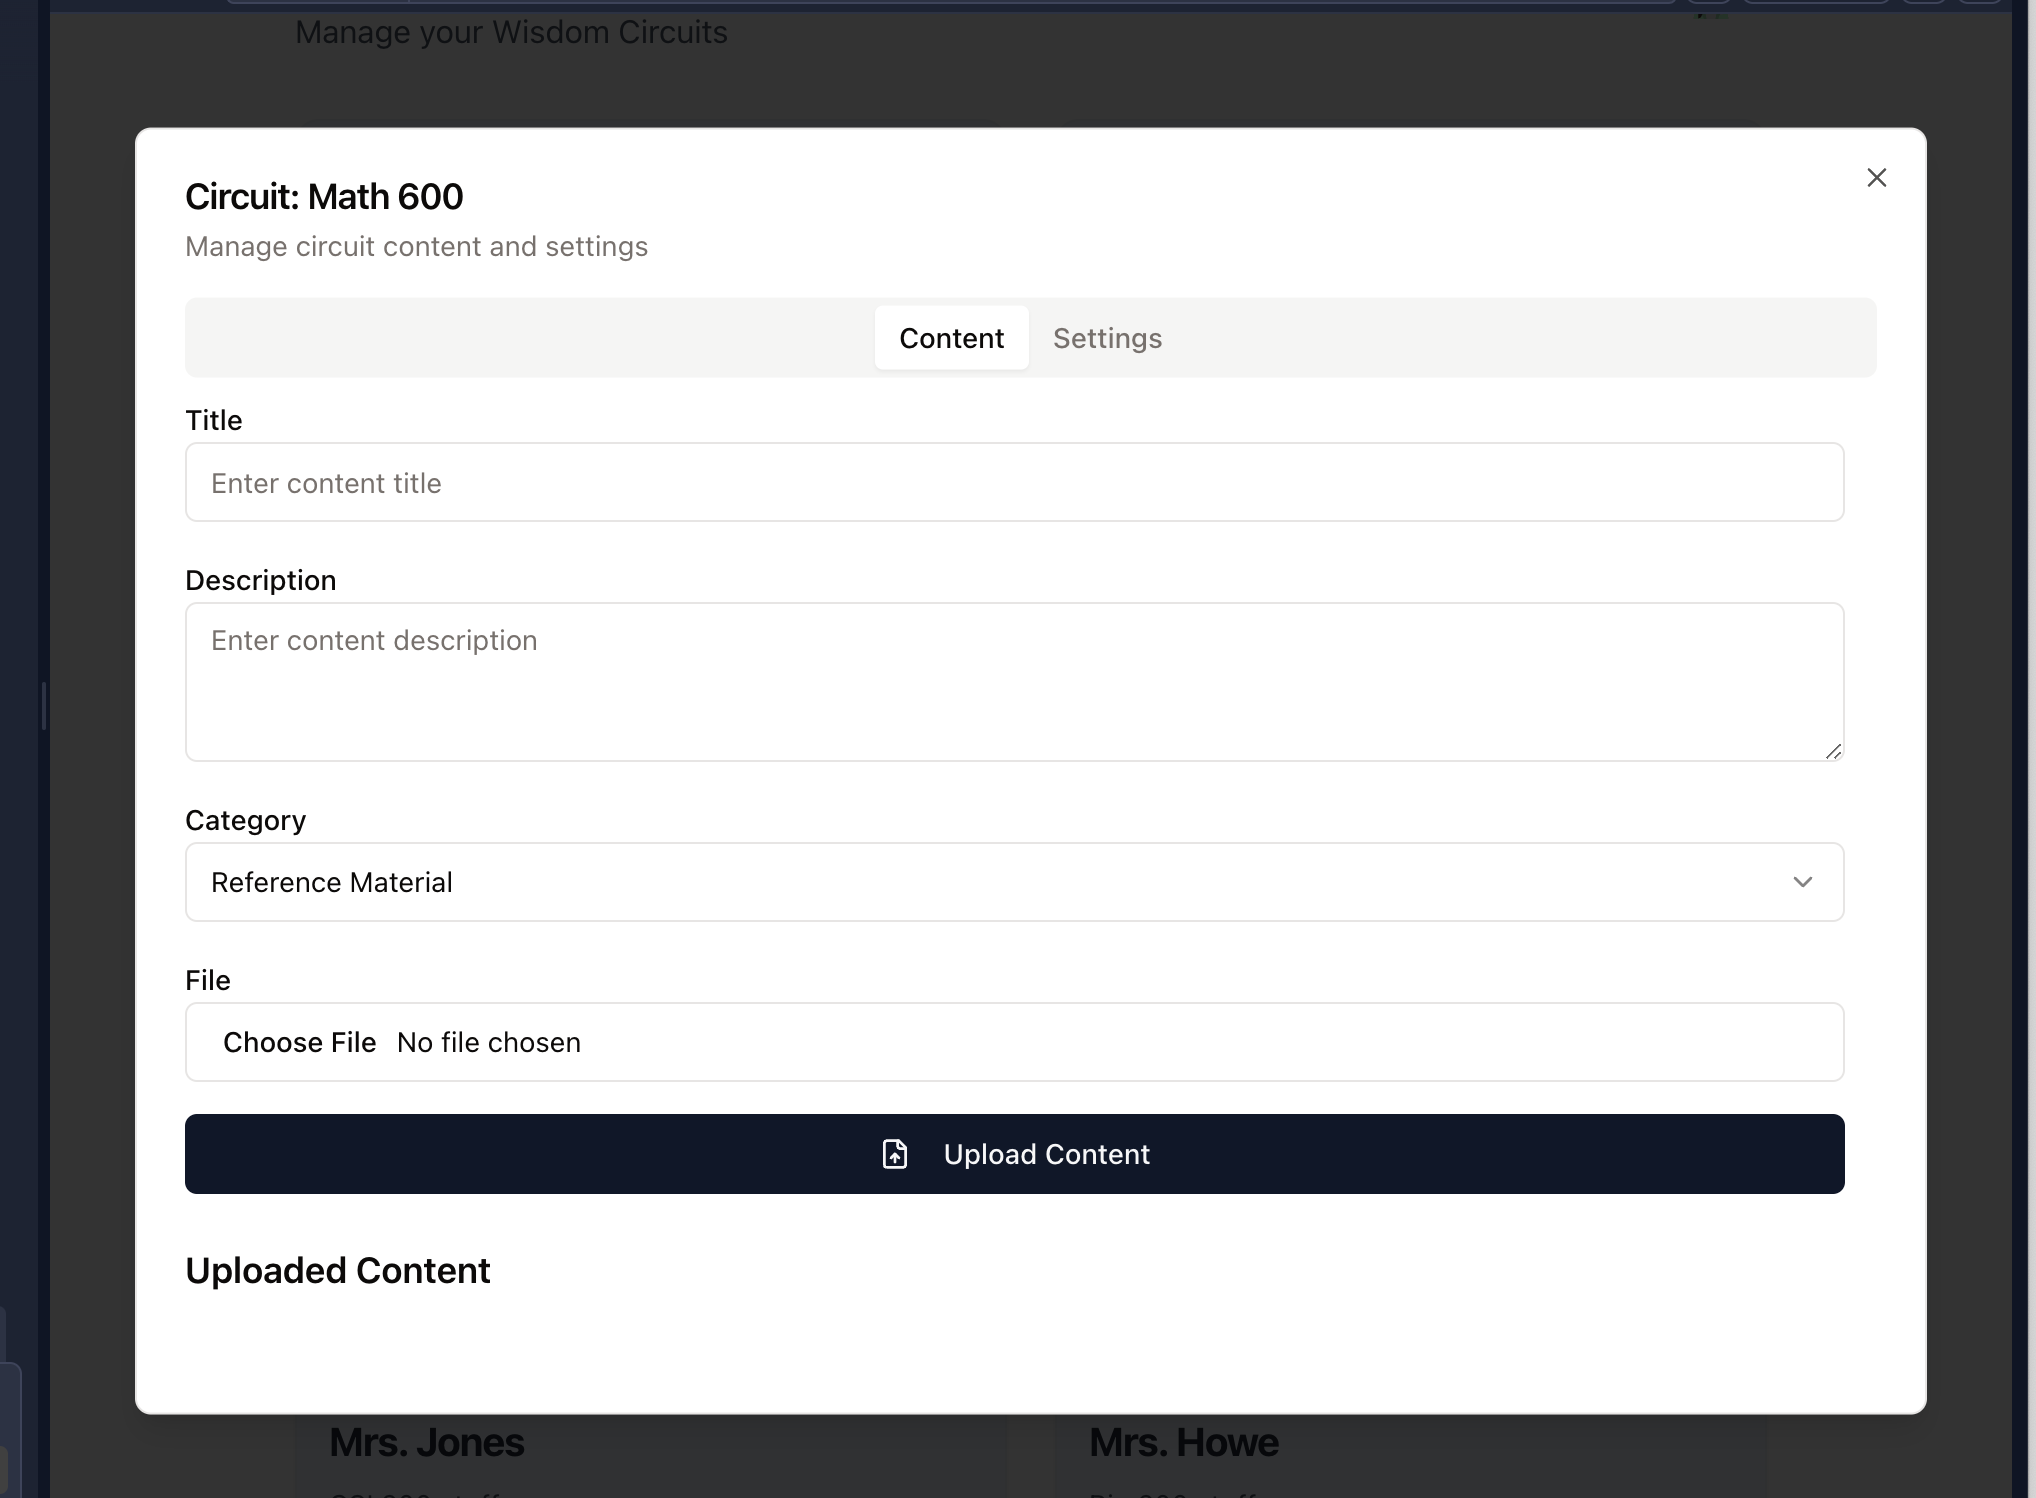 Manage your Wisdom Circuits
Circuit: Math 600
Manage circuit content and settings
Content
Settings
Title
Enter content title
Description
Enter content description
Category
Reference Material
File
Choose File No file chosen
Upload Content
Uploaded Content
Mrs. Jones
Mrs. Howe